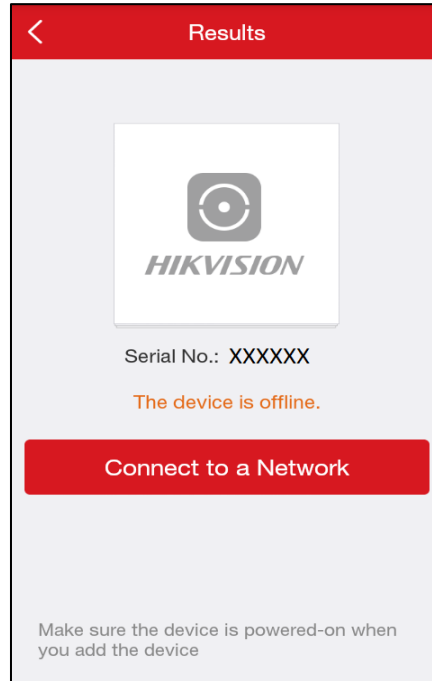 Results
HIKVISION
Serial No.: XXXXXX
The device is offline.
Connect to a Network
Make sure the device is powered-on when
you add the device